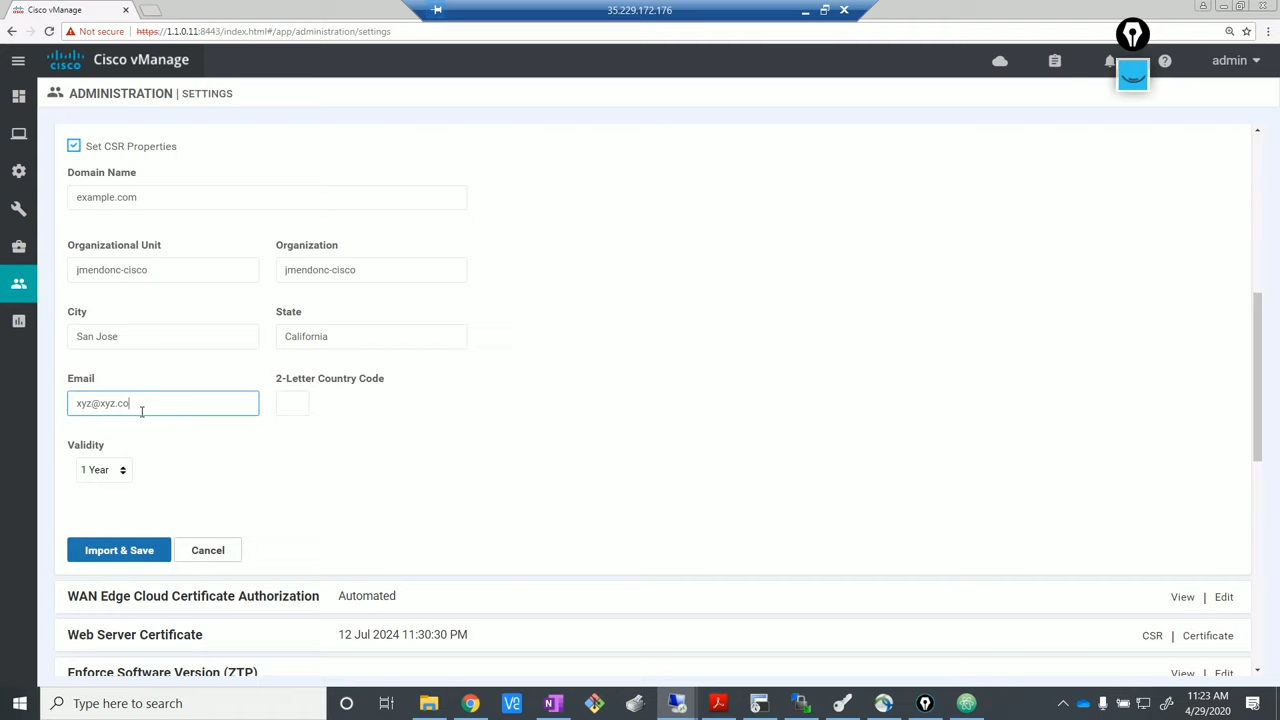 Cisco vManage
35.229.172.176
Not secure | https://1.1.0.11:8443/index.html#/app/administration/settings
CISCO
Cisco vManage
admin
ADMINISTRATION | SETTINGS
Set CSR Properties
Domain Name
example.com
Organizational Unit
Organization
jmendonc-cisco
jmendonc-cisco
City
State
San Jose
California
Email
2-Letter Country Code
xyz@xyz.co
Validity
1 Year
Import & Save
Cancel
WAN Edge Cloud Certificate Authorization
Automated
View | Edit
Web Server Certificate
12 Jul 2024 11:30:30 PM
CSR | Certificate
Enforce Software Version (ZTP)
View | Edit
Type here to search
11:23 AM
4/29/2020